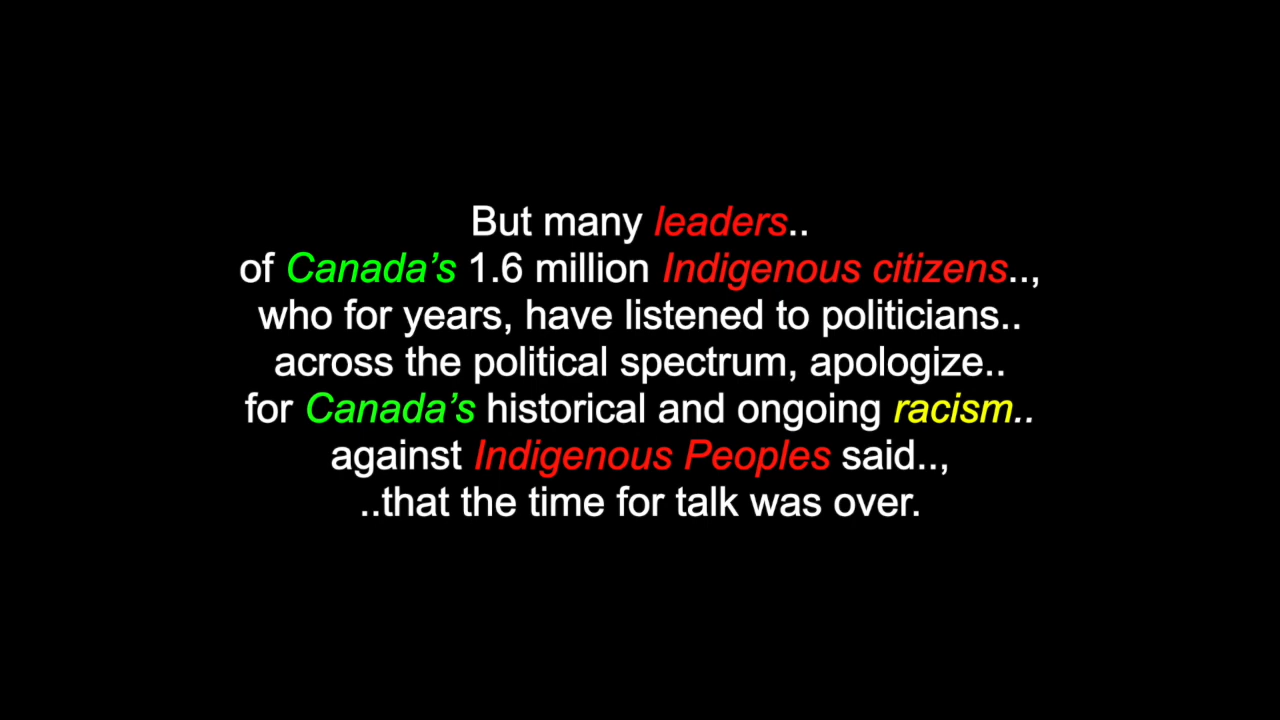 But many leaders..
of Canada’s 1.6 million Indigenous citizens..,
who for years, have listened to politicians..
across the political spectrum, apologize..
for Canada’s historical and ongoing racism..
against Indigenous Peoples said..,
..that the time for talk was over.